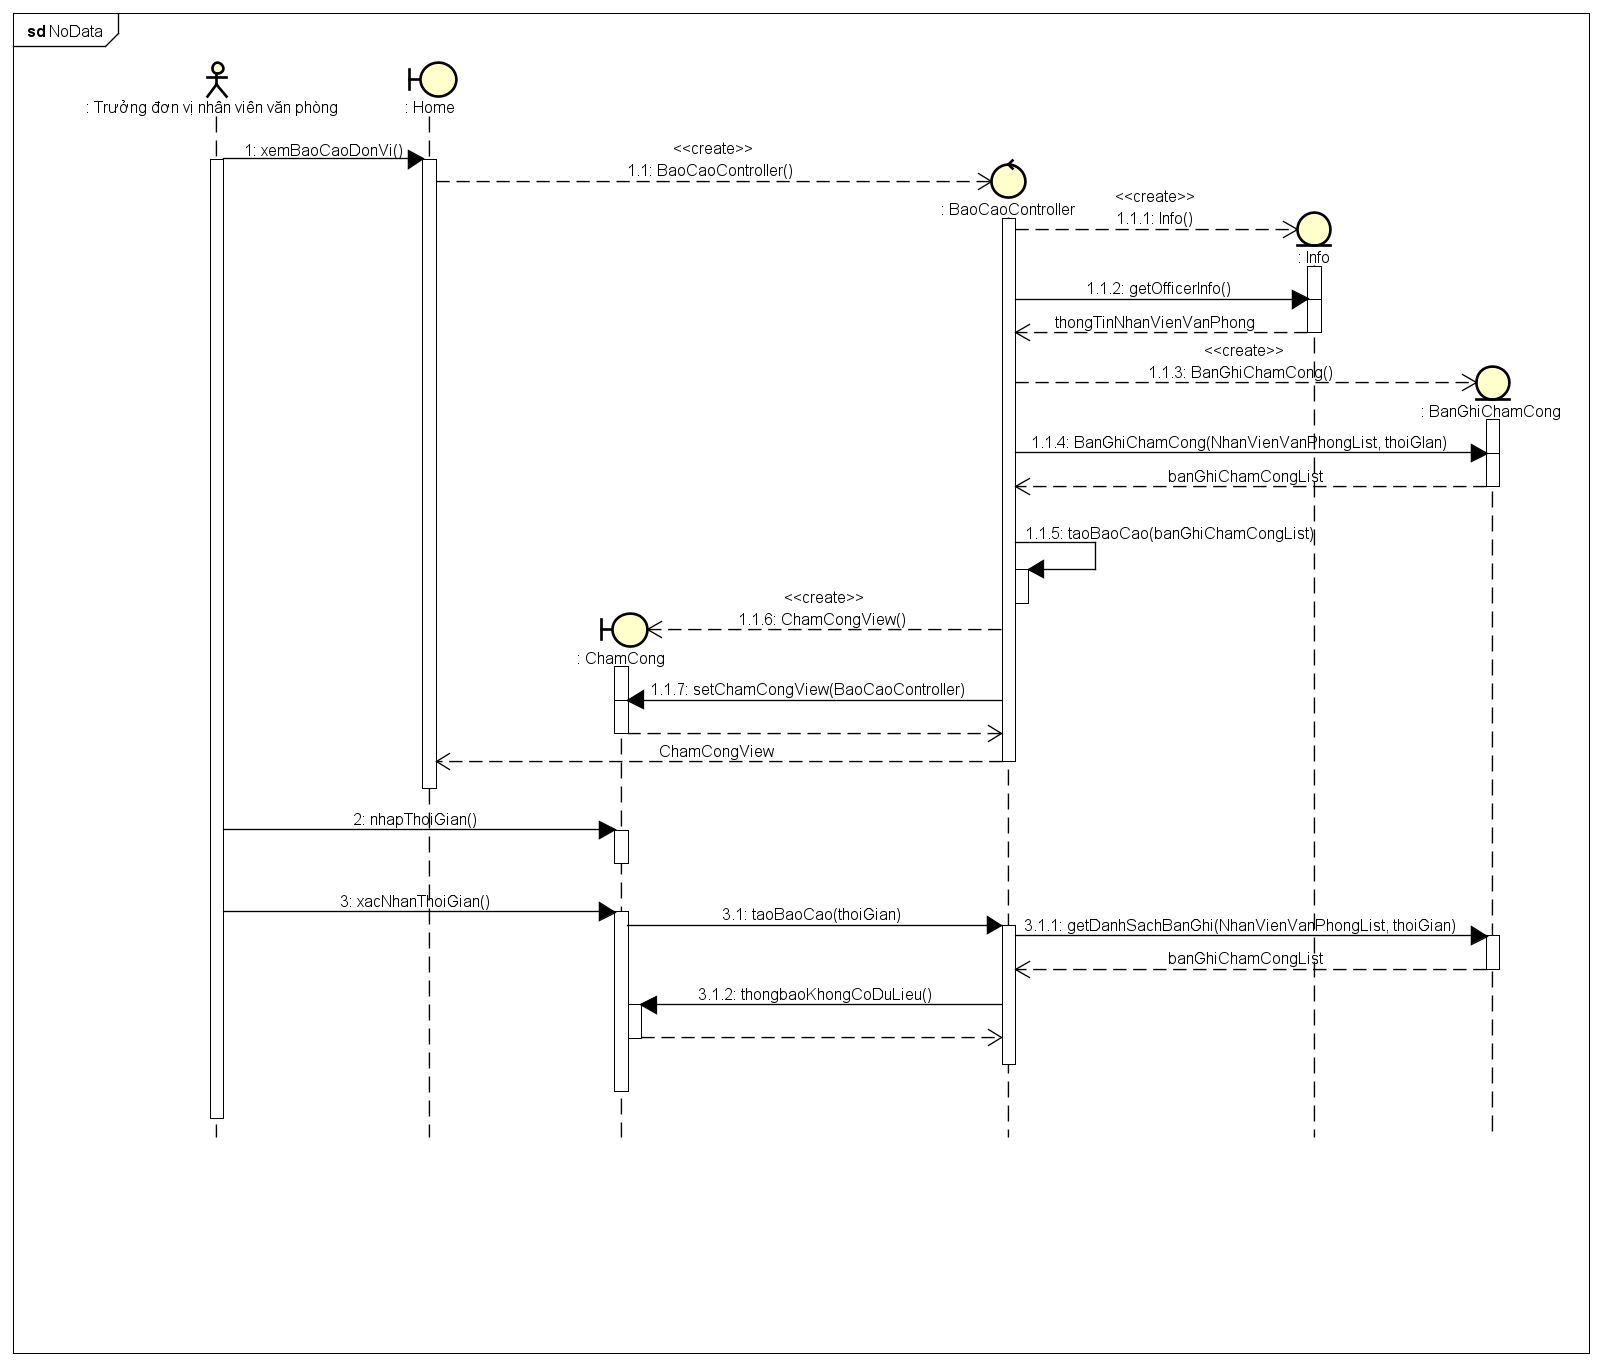 sd NoData
: Trưởng đơn vị nhân viên văn phòng
: Home
1: xemBaoCaoDonVi()
<<create>>
1.1: BaoCaoController()
: BaoCaoController
<<create>>
1.1.1: Info()
: Info
1.1.2: getOfficerInfo()
thongTinNhanVienVanPhong
<<create>>
1.1.3: BanGhiChamCong()
: BanGhiChamCong
1.1.4: BanGhiChamCong(NhanVienVanPhongList, thoiGIan)
banGhiChamCongList
1.1.5: taoBaoCao(banGhiChamCongList)
<<create>>
1.1.6: ChamCongView()
: ChamCong
1.1.7: setChamCongView(BaoCaoController)
ChamCongView
2: nhapThoiGian()
3: xacNhanThoiGian()
3.1: taoBaoCao(thoiGian)
3.1.1: getDanhSachBanGhi(NhanVienVanPhongList, thoiGian)
banGhiChamCongList
3.1.2: thongbaoKhongCoDuLieu()